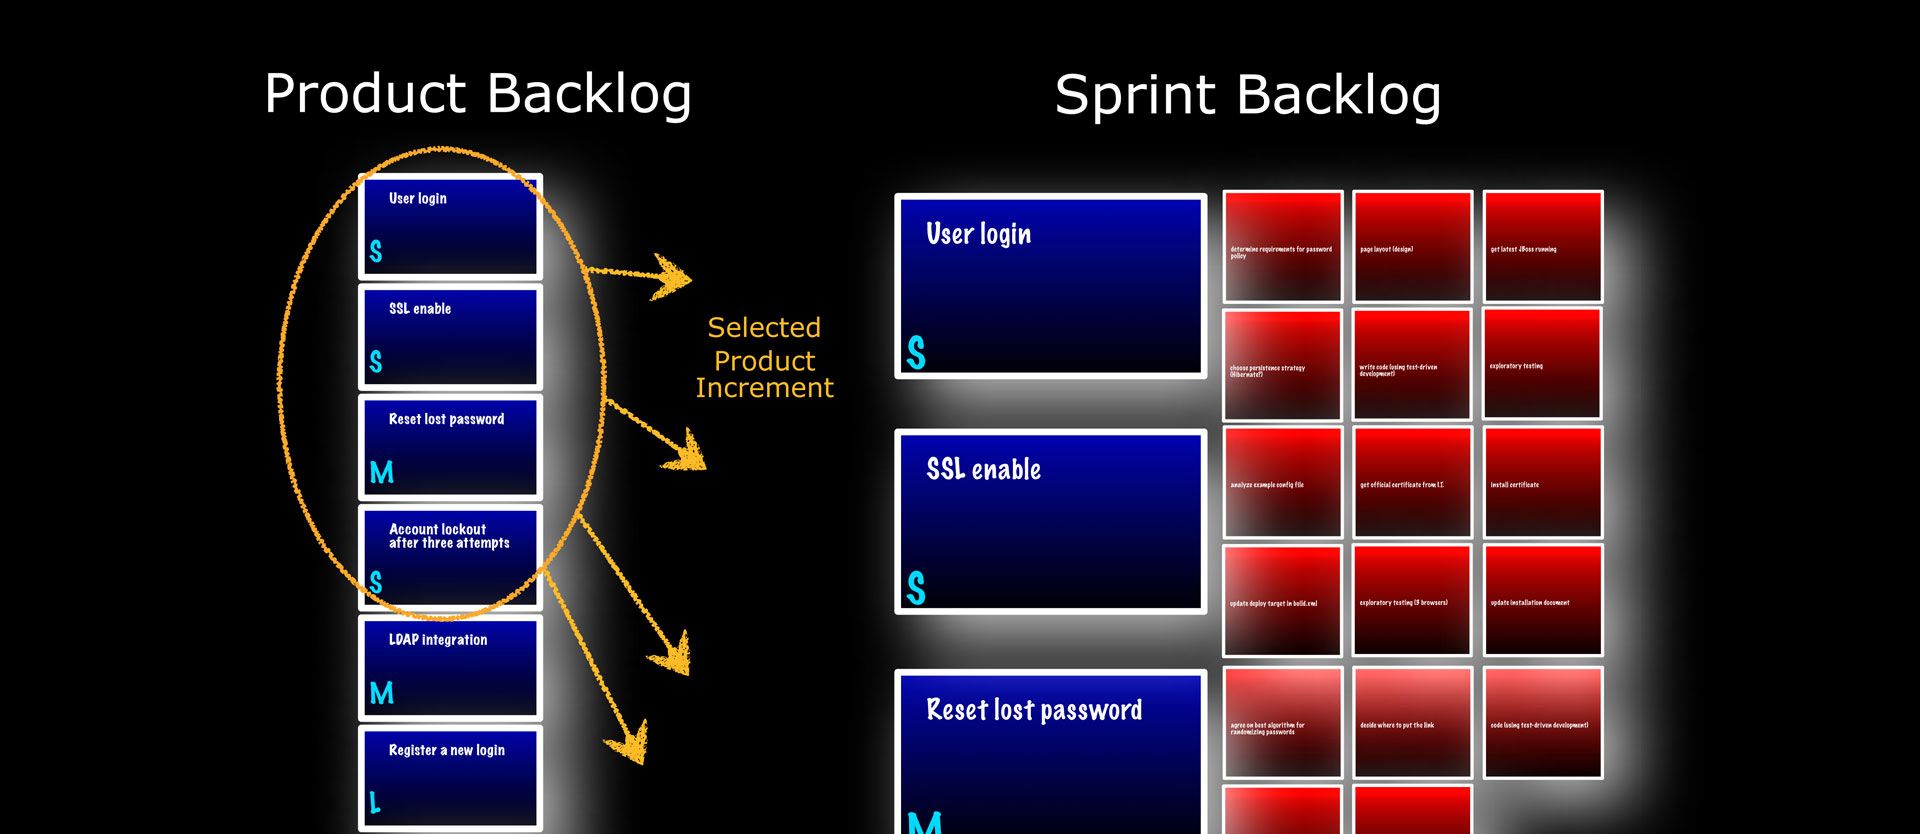 Product Backlog
User login
S
SSL enable
S
Reset lost password
M
Account lockout
after three attempts
S
LDAP integration
M
Register a new login
L
Selected
Product
Increment
Sprint Backlog
User login
S
determine requirements for password
policy
page layout (design)
get latest JBoss running
choose persistence strategy
(Hibernate?)
write code (using test-driven
development)
exploratory testing
SSL enable
S
analyze example config file
get official certificate from I.T.
install certificate
update deploy target in build.xml
exploratory testing (3 browsers)
update installation document
Reset lost password
M
agree on best algorithm for
randomizing passwords
decide where to put the link
code (using test-driven development)